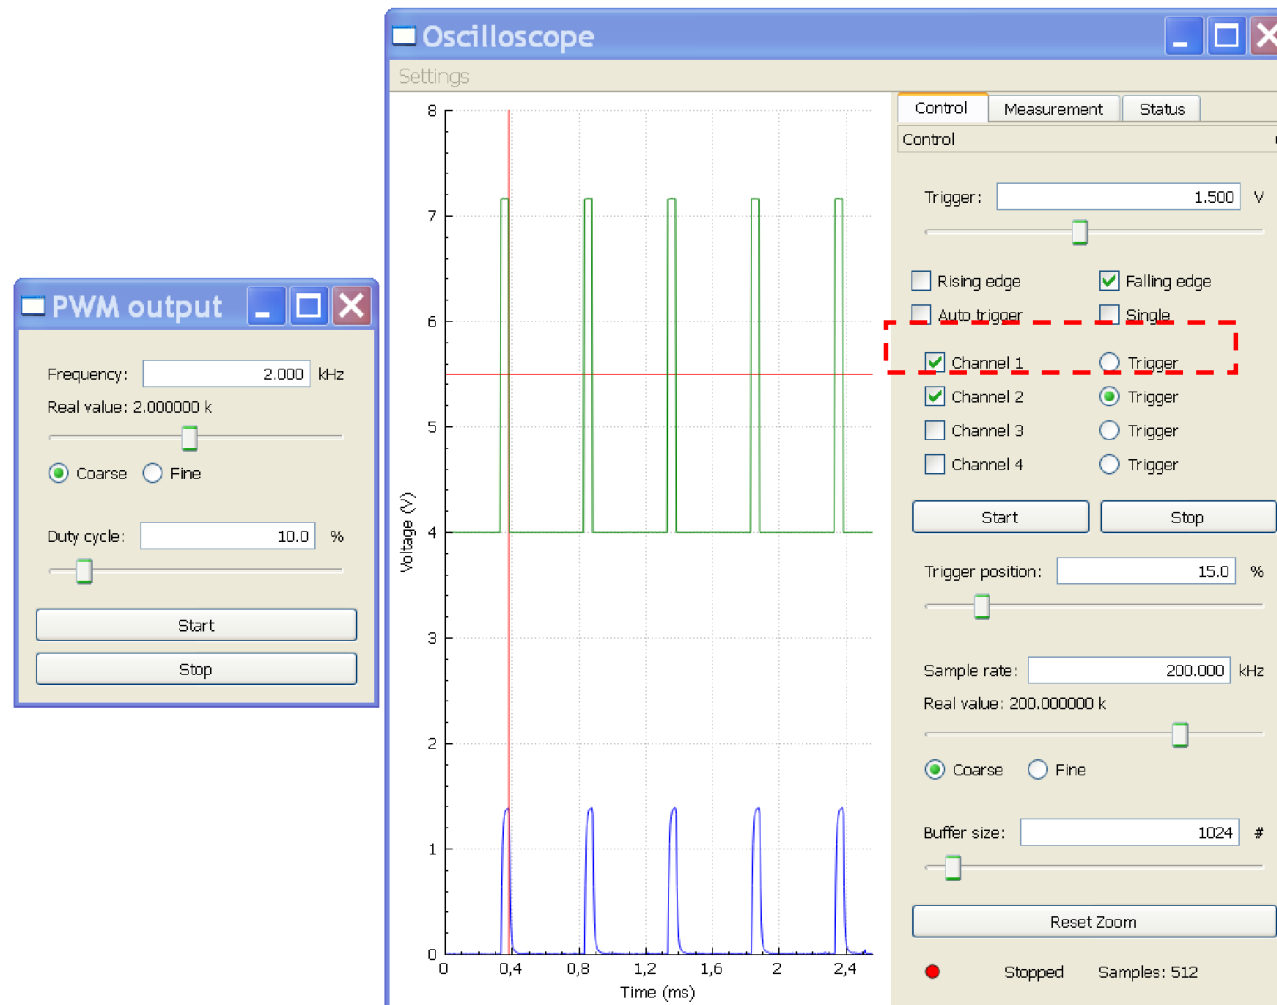 Oscilloscope
Settings
8
7
6
5
4
3
2
1
0
Voltage (V)
0 0,4 0,8 1,2 1,6 2 2,4
Time (ms)
Control Measurement Status
Control
Trigger: 1.500 V
Rising edge Falling edge
Auto trigger Single
Channel 1 Trigger
Channel 2 Trigger
Channel 3 Trigger
Channel 4 Trigger
Start Stop
Trigger position: 15.0 %
Sample rate: 200.000 kHz
Real value: 200.000000 k
Coarse Fine
Buffer size: 1024 #
Reset Zoom
Stopped Samples: 512
PWM output
Frequency: 2.000 kHz
Real value: 2.000000 k
Coarse Fine
Duty cycle: 10.0 %
Start
Stop